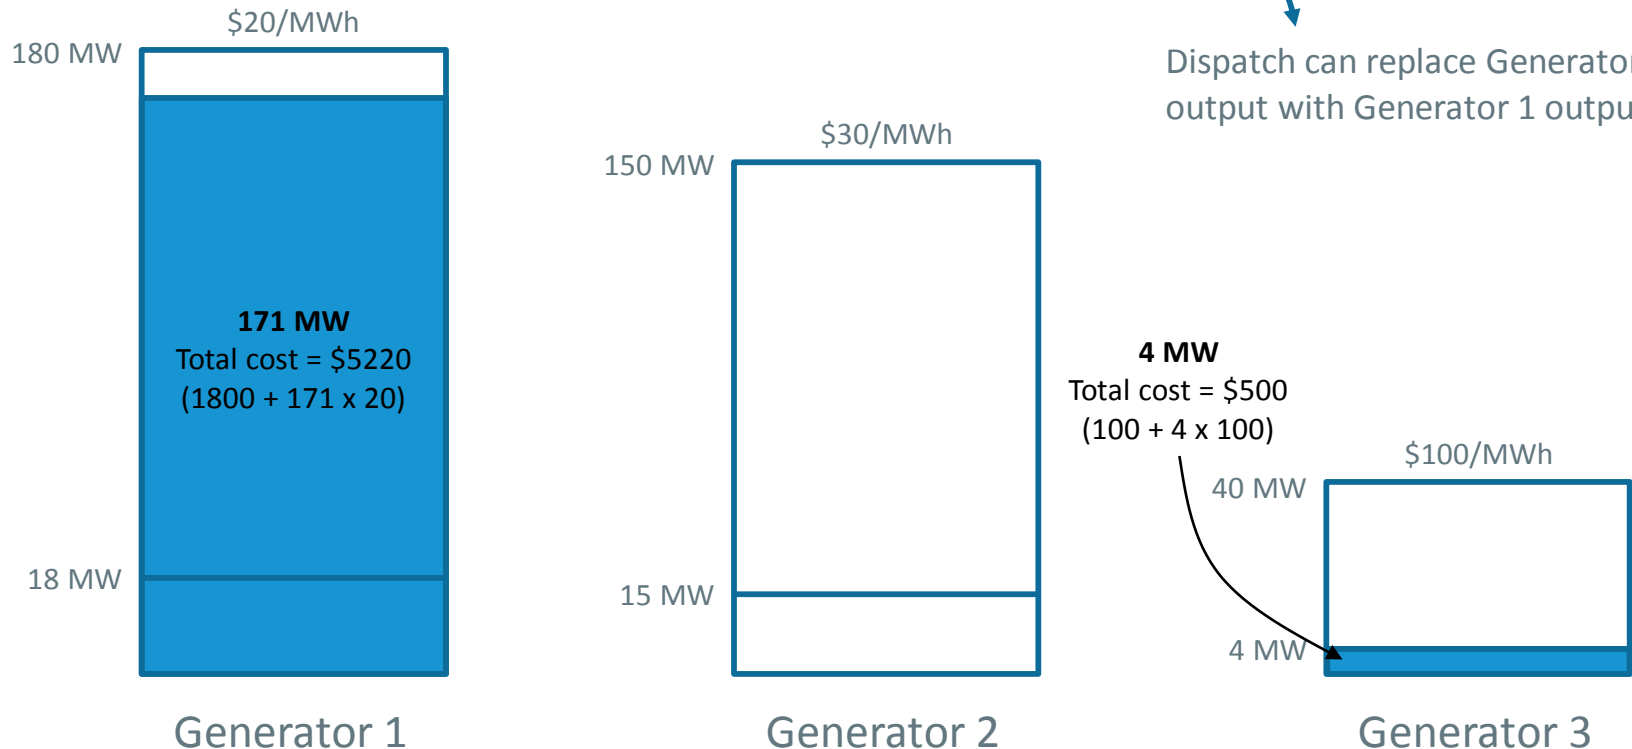 $20/MWh
180 MW
Dispatch can replace Generator
output with Generator 1 outpu
$30/MWh
150 MW
171 MW
Total cost = $5220
(1800 + 171 x 20)
4 MW
Total cost = $500
(100 + 4 x 100)
$100/MWh
40 MW
18 MW
15 MW
4 MW
Generator 1
Generator 2
Generator 3